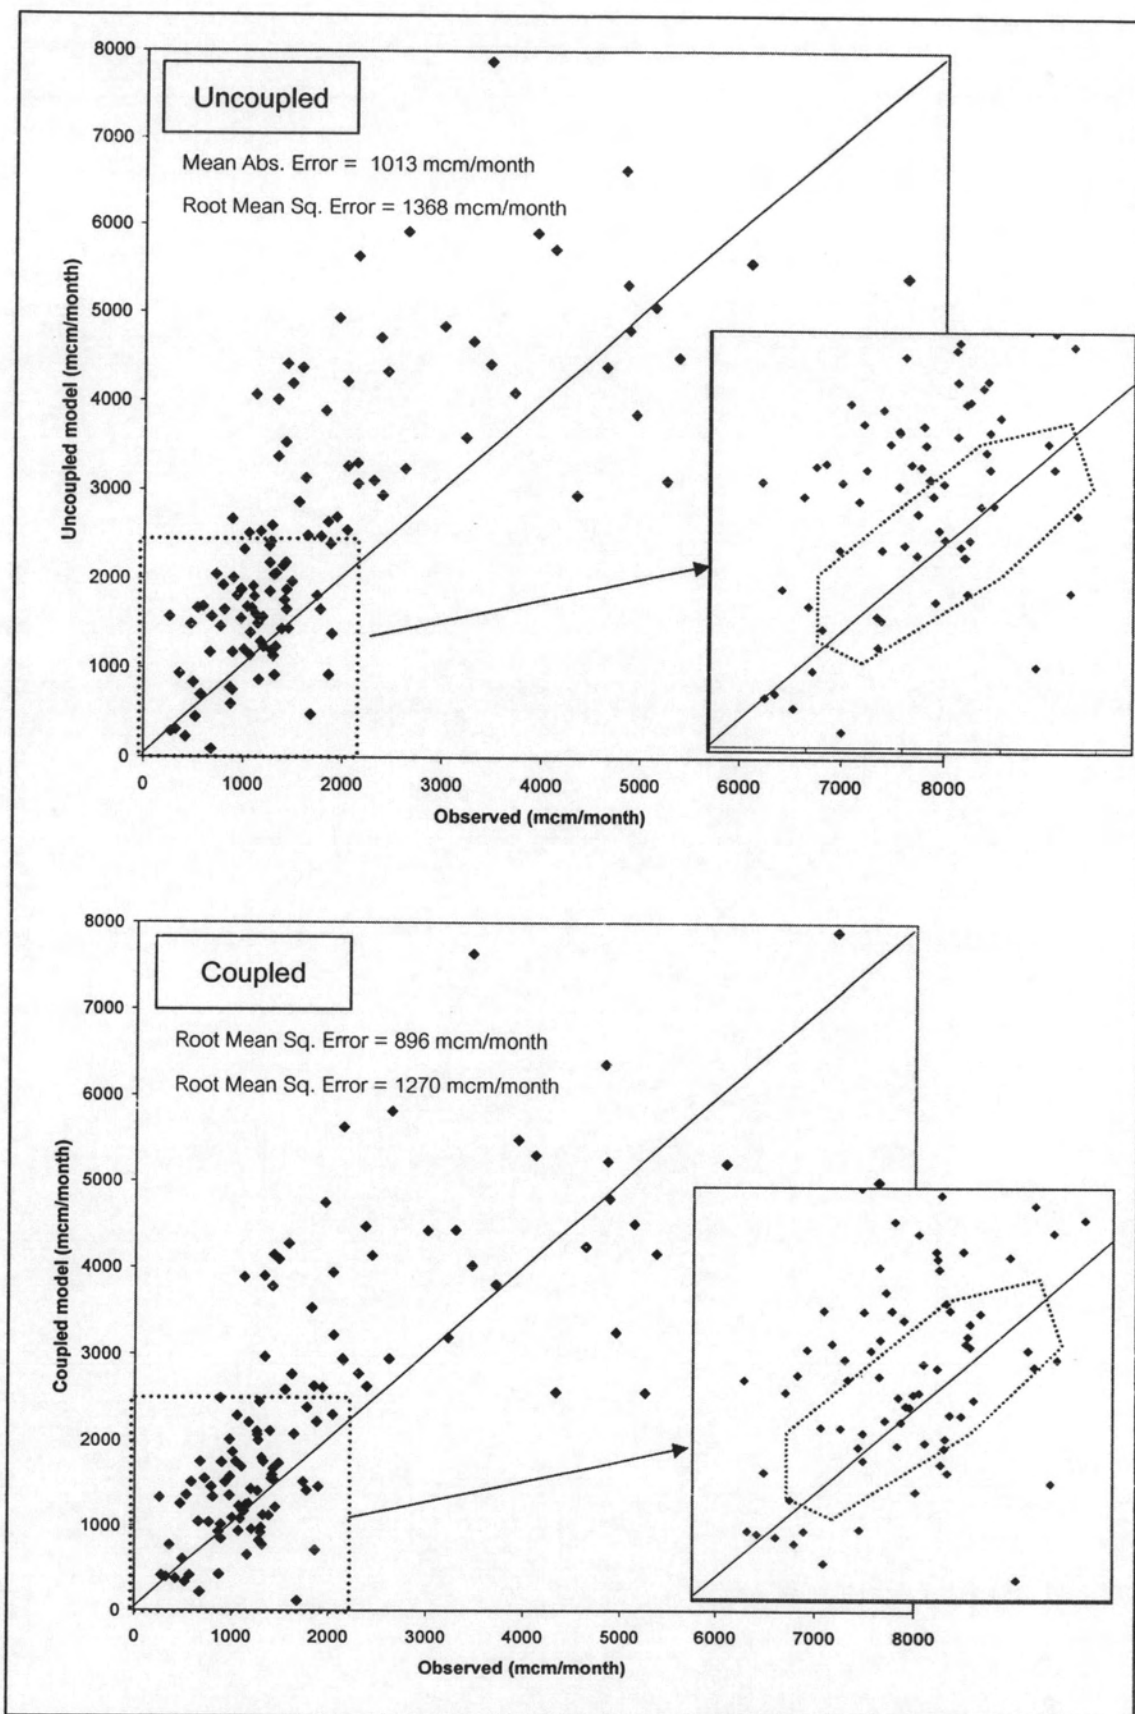 8000
7000
6000
5000
4000
3000
2000
1000
0
Uncoupled model (mcm/month)
Uncoupled
Mean Abs. Error = 1013 mcm/month
Root Mean Sq. Error = 1368 mcm/month
0 1000 2000 3000 4000 5000 6000 7000 8000
Observed (mcm/month)
8000
7000
6000
5000
4000
3000
2000
1000
0
Coupled model (mcm/month)
Coupled
Root Mean Sq. Error = 896 mcm/month
Root Mean Sq. Error = 1270 mcm/month
0 1000 2000 3000 4000 5000 6000 7000 8000
Observed (mcm/month)